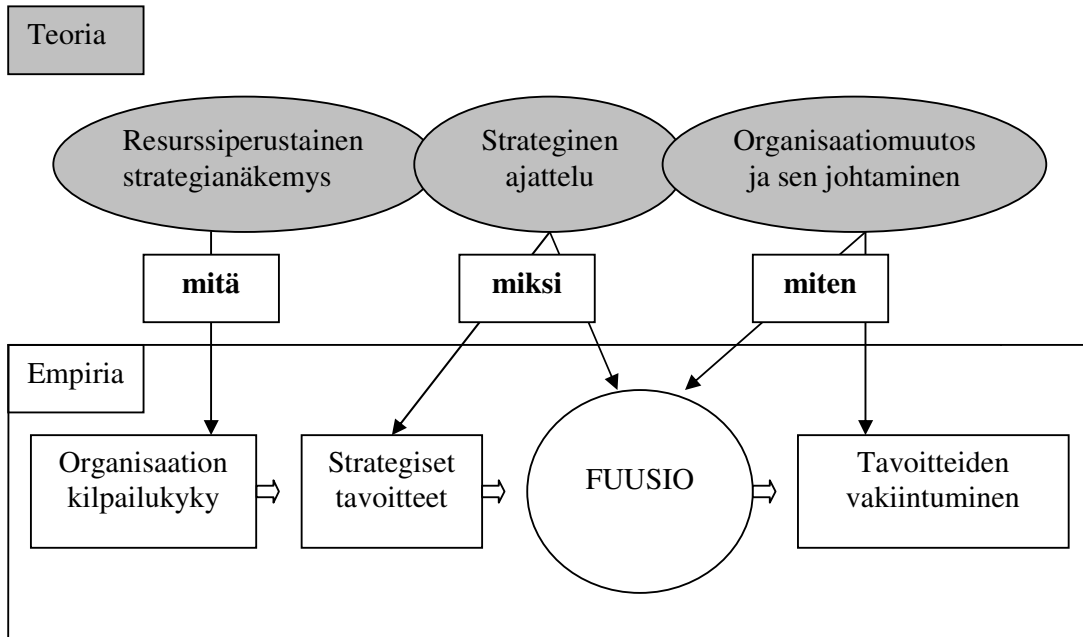 Teoria
Resurssiperustainen
strategianäkemys
Strateginen
ajattelu
Organisaatiomuutos
ja sen johtaminen
mitä
miksi
miten
Empiria
Organisaation
kilpailukyky
Strategiset
tavoitteet
FUUSIO
Tavoitteiden
vakiintuminen